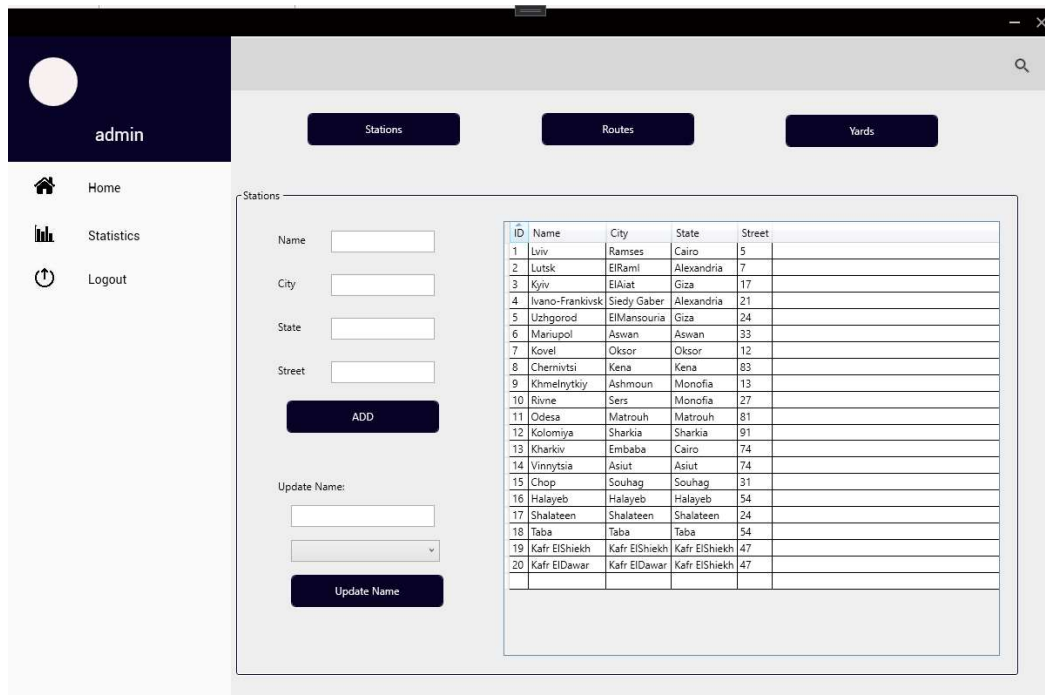 admin
Home
Statistics
Logout
Stations
Routes
Yards
Stations
Name
City
State
Street
ADD
Update Name:
Update Name
ID Name City State Street
1 Lviv Ramses Cairo 5
2 Lutsk ElRaml Alexandria 7
3 Kyiv ElAiat Giza 17
4 Ivano-Frankivsk Siedy Gaber Alexandria 21
5 Uzhgorod ElMansouria Giza 24
6 Mariupol Aswan Aswan 33
7 Kovel Oksor Oksor 12
8 Chernivtsi Kena Kena 83
9 Khmelnytkiy Ashmoun Monofia 13
10 Rivne Sers Monofia 27
11 Odesa Matrouh Matrouh 81
12 Kolomiya Sharkia Sharkia 91
13 Kharkiv Embaba Cairo 74
14 Vinnytsia Asiut Asiut 74
15 Chop Souhag Souhag 31
16 Halayeb Halayeb Halayeb 54
17 Shalateen Shalateen Shalateen 24
18 Taba Taba Taba 54
19 Kafr ElShiekh Kafr ElShiekh Kafr ElShiekh 47
20 Kafr ElDawar Kafr ElDawar Kafr ElShiekh 47